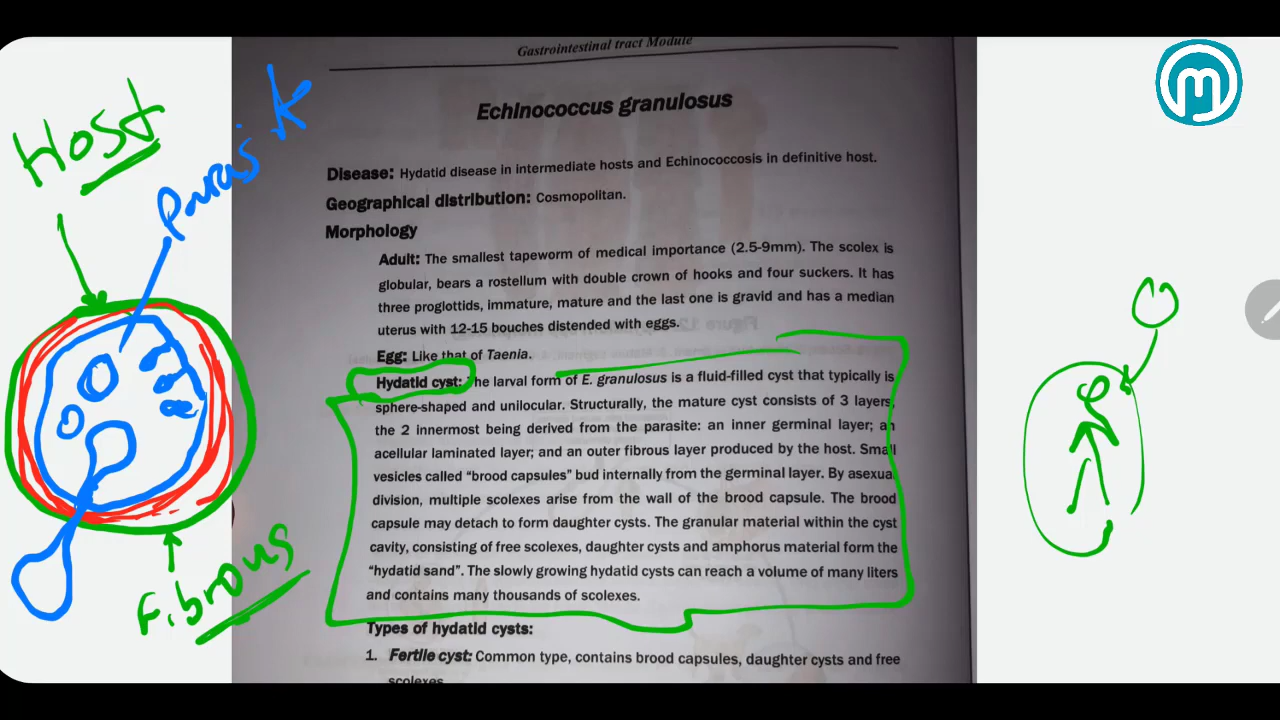 Gastrointestinal tract Module
Host
Parasit
Echinococcus granulosus
Disease: Hydatid disease in intermediate hosts and Echinococcosis in definitive host.
Geographical distribution: Cosmopolitan.
Morphology
Adult: The smallest tapeworm of medical importance (2.5-9mm). The scolex is
globular, bears a rostellum with double crown of hooks and four suckers. It has
three proglottids, immature, mature and the last one is gravid and has a median
uterus with 12-15 bouches distended with eggs.
Egg: Like that of Taenia.
Hydatid cyst: The larval form of E. granulosus is a fluid-filled cyst that typically is
sphere-shaped and unilocular. Structurally, the mature cyst consists of 3 layers,
the 2 innermost being derived from the parasite: an inner germinal layer; an
acellular laminated layer; and an outer fibrous layer produced by the host. Small
vesicles called “brood capsules” bud internally from the germinal layer. By asexua
division, multiple scolexes arise from the wall of the brood capsule. The brood
capsule may detach to form daughter cysts. The granular material within the cyst
cavity, consisting of free scolexes, daughter cysts and amphorus material form the
“hydatid sand”. The slowly growing hydatid cysts can reach a volume of many liters
and contains many thousands of scolexes.
Fibrous
Types of hydatid cysts:
1. Fertile cyst: Common type, contains brood capsules, daughter cysts and free
scolexes.